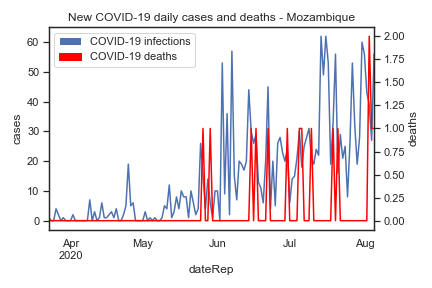 New COVID-19 daily cases and deaths - Mozambique
COVID-19 infections
COVID-19 deaths
60
50
40
30
20
10
0
cases
2.00
1.75
1.50
1.25
1.00
0.75
0.50
0.25
0.00
deaths
Apr
2020
May
Jun
Jul
Aug
dateRep